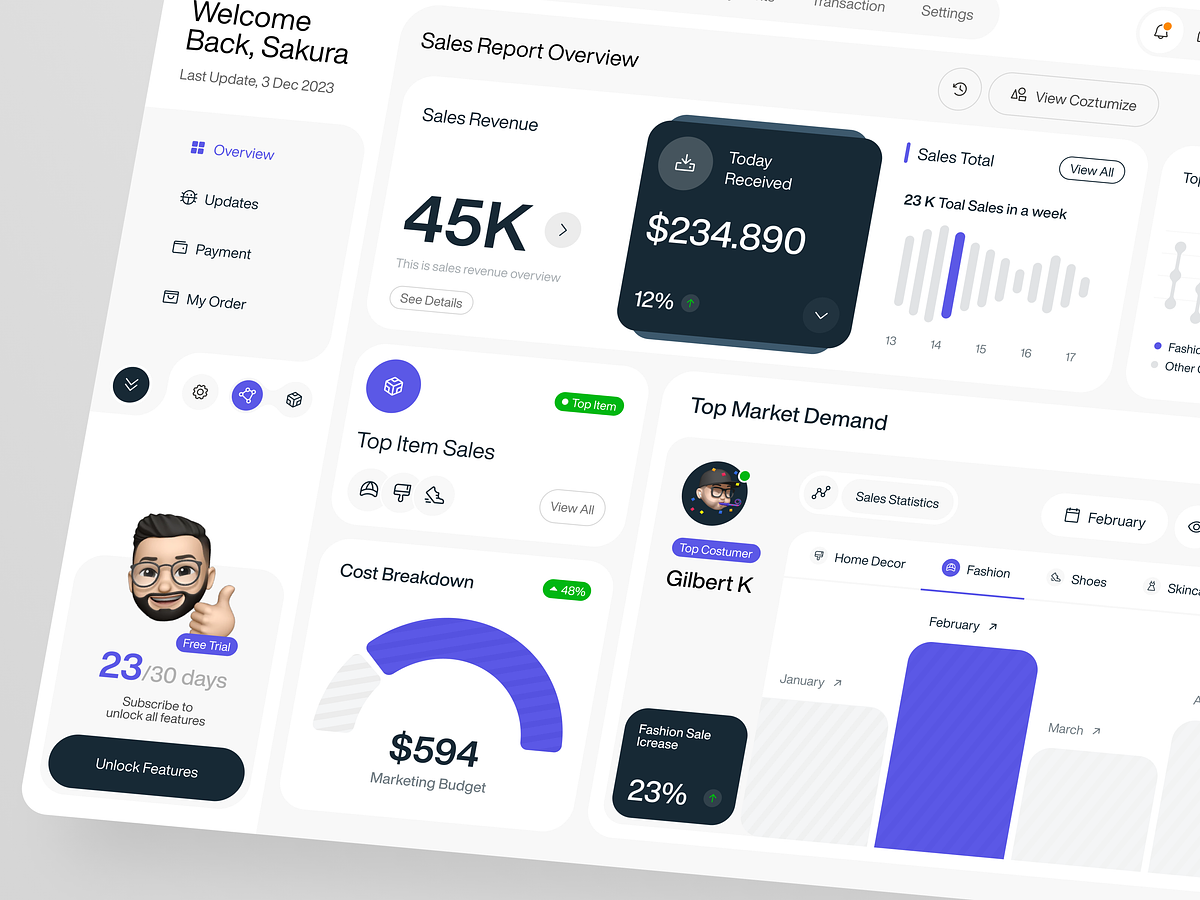 Transaction
Settings
Welcome
Back, Sakura
Last Update, 3 Dec 2023
Overview
Updates
Payment
My Order
23/30 days
Free Trial
Subscribe to
unlock all features
Unlock Features
Sales Report Overview
View Coztumize
Sales Revenue
45K
This is sales revenue overview
See Details
Today
Received
$234.890
12%
Sales Total
View All
23 K Toal Sales in a week
13 14 15 16 17
Top Item
Top Item Sales
View All
Cost Breakdown
48%
$594
Marketing Budget
Top Market Demand
Top Costumer
Gilbert K
Sales Statistics
February
Home Decor
Fashion
Shoes
January
February
March
Fashion Sale
Icrease
23%